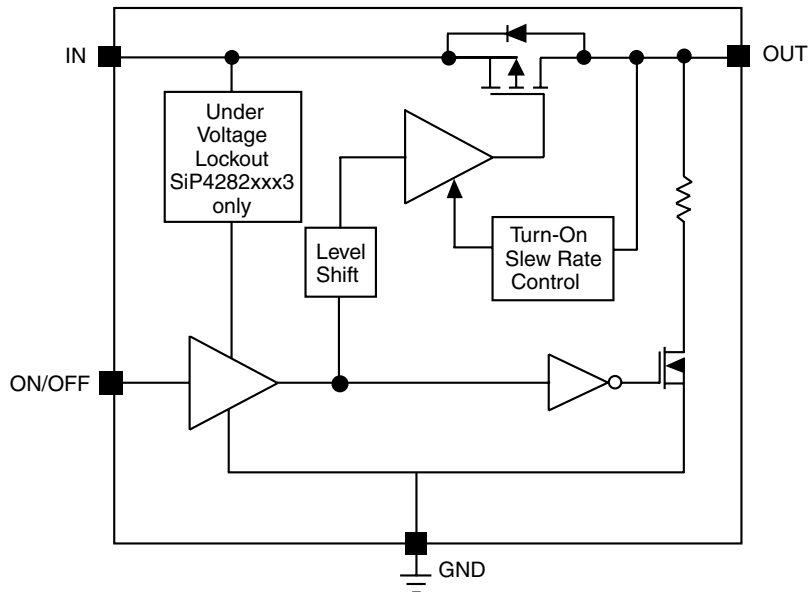 IN
OUT
Under
Voltage
Lockout
SiP4282xxx3
only
Level
Shift
Turn-On
Slew Rate
Control
ON/OFF
GND